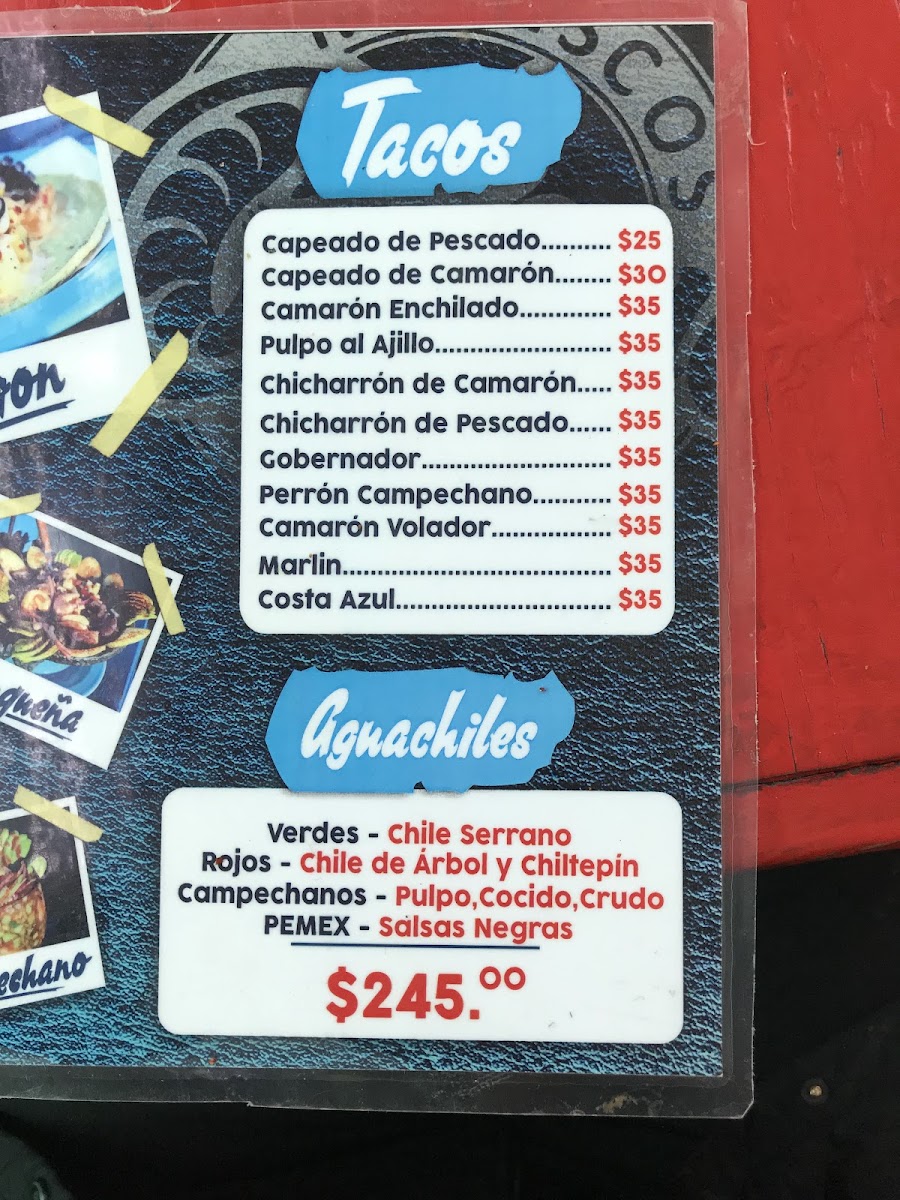 Tacos
Capeado de Pescado.......... $25
Capeado de Camarón........ $30
Camarón Enchilado............. $35
Pulpo al Ajillo......................... $35
Chicharrón de Camarón..... $35
Chicharrón de Pescado...... $35
Gobernador........................... $35
Perrón Campechano........... $35
Camarón Volador................. $35
Marlin...................................... $35
Costa Azul............................... $35
Aguachiles
Verdes - Chile Serrano
Rojos - Chile de Árbol y Chiltepín
Campechanos - Pulpo,Cocido,Crudo
PEMEX - Salsas Negras
$245.00